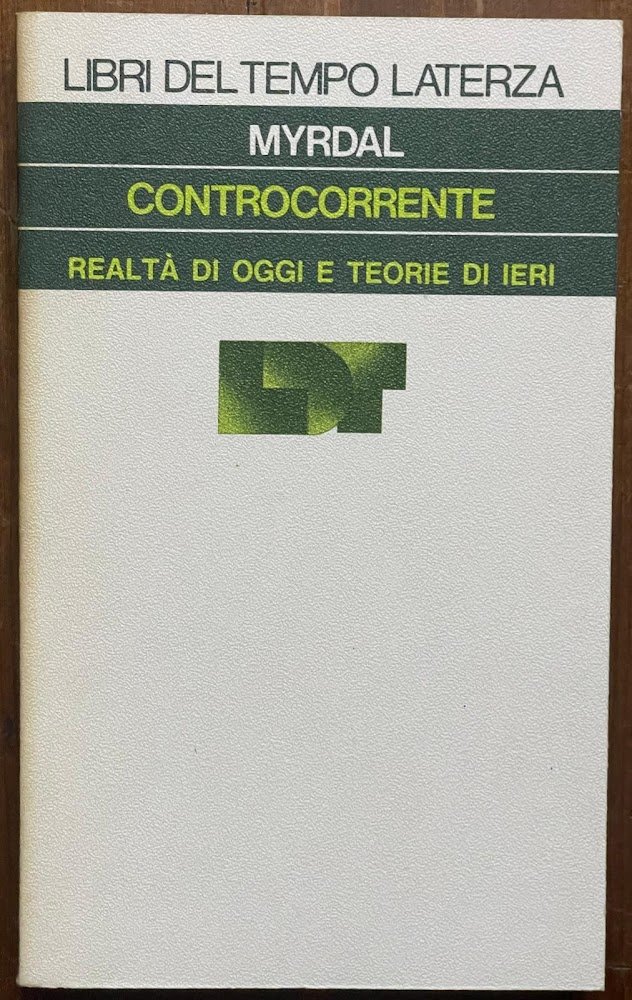 LIBRI DEL TEMPO LATERZA
MYRDAL
CONTROCORRENTE
REALTÀ DI OGGI E TEORIE DI IERI
LDT